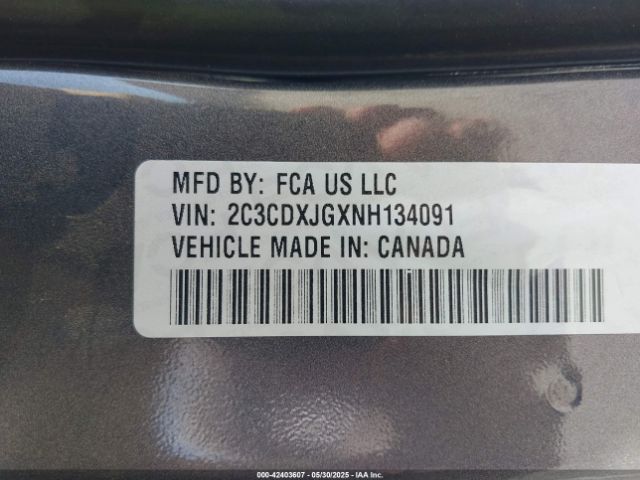 MFD BY: FCA US LLC
VIN: 2C3CDXJGXNH134091
VEHICLE MADE IN: CANADA
000-42403607 - 05/30/2025 - IAA Inc.